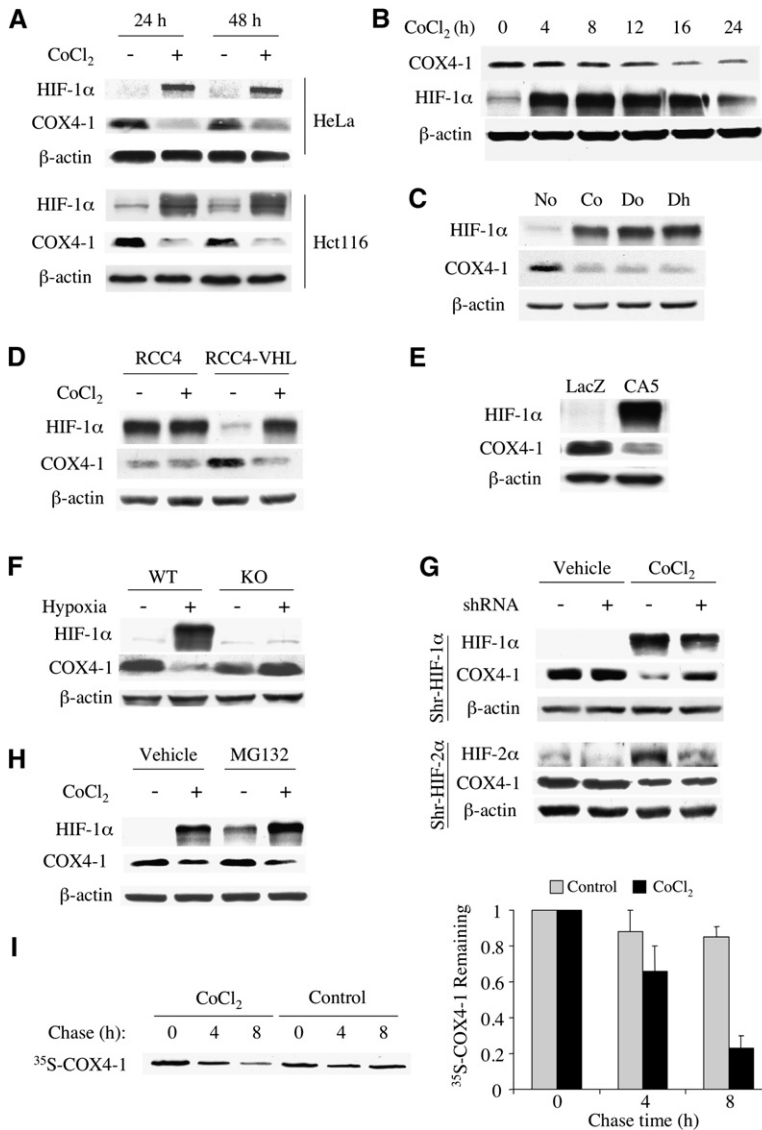 A
24 h 48 h
CoCl₂ - + - +
HIF-1α
COX4-1
β-actin
HeLa
HIF-1α
COX4-1
β-actin
Hct116
B
CoCl₂ (h) 0 4 8 12 16 24
COX4-1
HIF-1α
β-actin
C
No Co Do Dh
HIF-1α
COX4-1
β-actin
D
RCC4 RCC4-VHL
CoCl₂ - + - +
HIF-1α
COX4-1
β-actin
E
LacZ CA5
HIF-1α
COX4-1
β-actin
F
WT KO
Hypoxia - + - +
HIF-1α
COX4-1
β-actin
G
Vehicle CoCl₂
shRNA - + - +
Shr-HIF-1α
HIF-1α
COX4-1
β-actin
Shr-HIF-2α
HIF-2α
COX4-1
β-actin
H
Vehicle MG132
CoCl₂ - + - +
HIF-1α
COX4-1
β-actin
I
CoCl₂ Control
Chase (h): 0 4 8 0 4 8
³⁵S-COX4-1
Control CoCl₂
³⁵S-COX4-1 Remaining
1
0.8
0.6
0.4
0.2
0
0 4 8
Chase time (h)